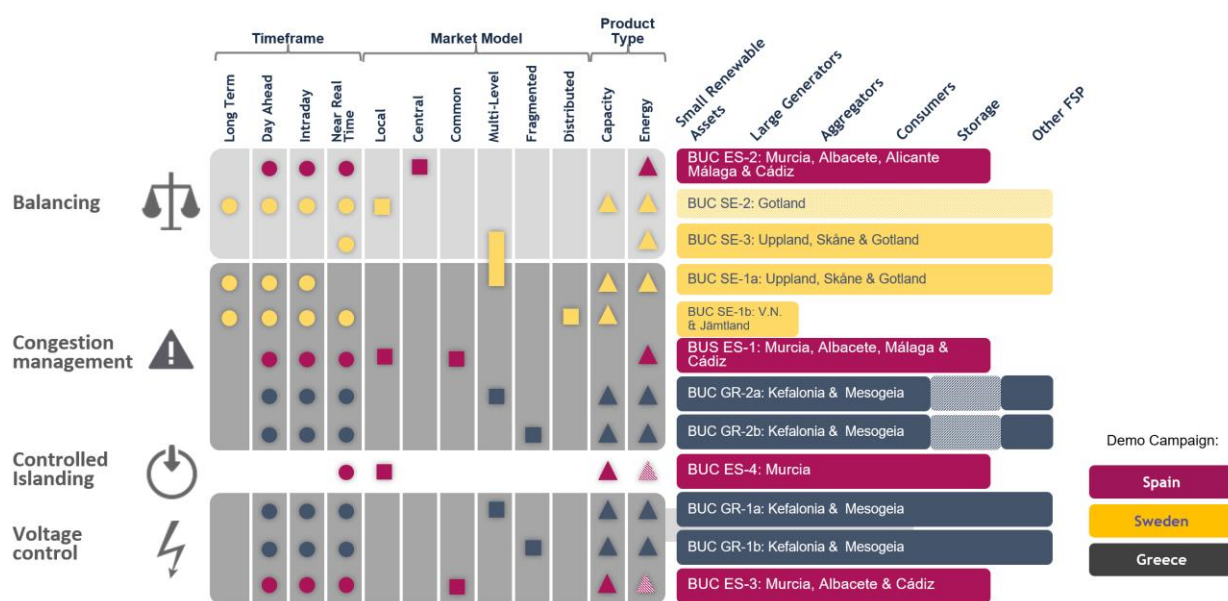 Timeframe
Market Model
Product
Type
Long Term
Day Ahead
Intraday
Near Real
Time
Local
Central
Common
Multi-Level
Fragmented
Distributed
Capacity
Energy
Small Renewable
Assets
Large Generators
Aggregators
Consumers
Storage
Other FSP
Balancing
BUC ES-2: Murcia, Albacete, Alicante
Málaga & Cádiz
BUC SE-2: Gotland
BUC SE-3: Uppland, Skåne & Gotland
Congestion
management
BUC SE-1a: Uppland, Skåne & Gotland
BUC SE-1b: V.N.
& Jämtland
BUS ES-1: Murcia, Albacete, Málaga &
Cádiz
BUC GR-2a: Kefalonia & Mesogeia
BUC GR-2b: Kefalonia & Mesogeia
Controlled
Islanding
BUC ES-4: Murcia
Voltage
control
BUC GR-1a: Kefalonia & Mesogeia
BUC GR-1b: Kefalonia & Mesogeia
BUC ES-3: Murcia, Albacete & Cádiz
Demo Campaign:
Spain
Sweden
Greece